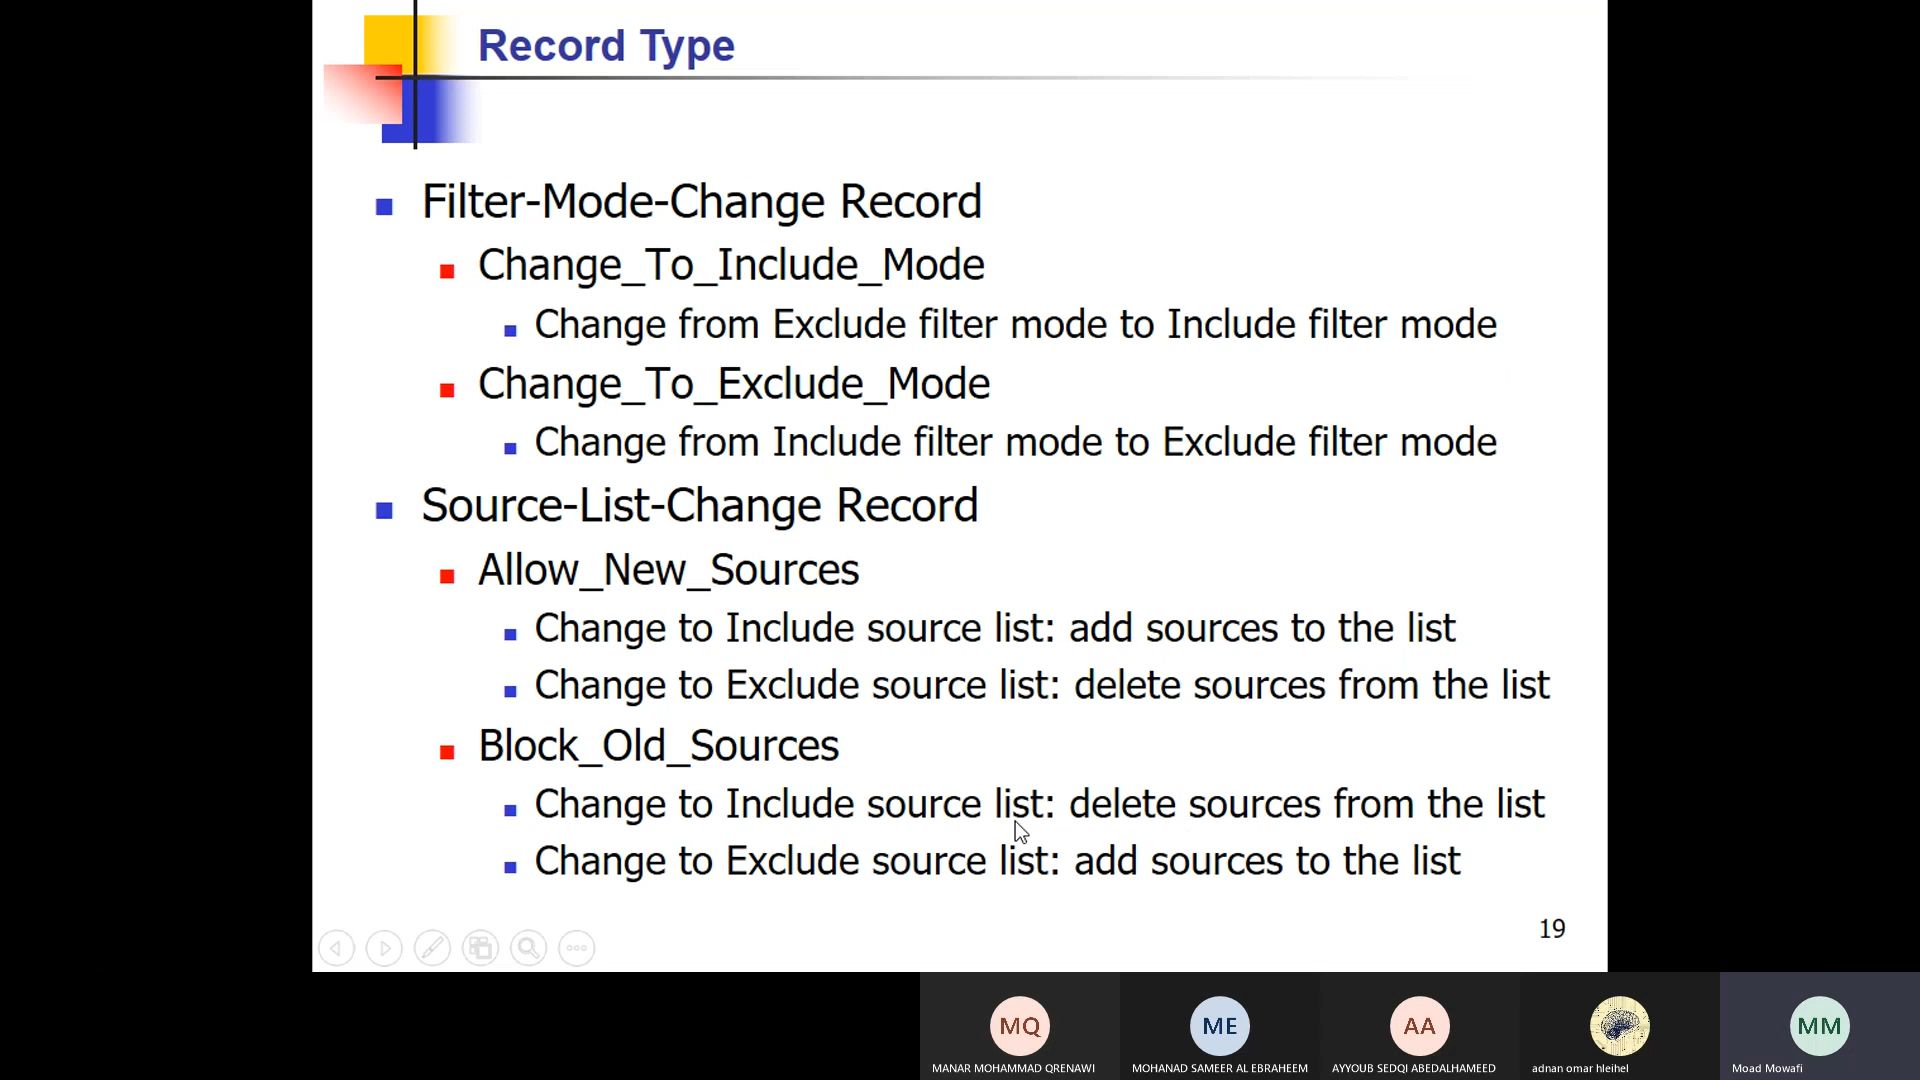 Record Type
Filter-Mode-Change Record
Change_To_Include_Mode
Change from Exclude filter mode to Include filter mode
Change_To_Exclude_Mode
Change from Include filter mode to Exclude filter mode
Source-List-Change Record
Allow_New_Sources
Change to Include source list: add sources to the list
Change to Exclude source list: delete sources from the list
Block_Old_Sources
Change to Include source list: delete sources from the list
Change to Exclude source list: add sources to the list
19
MQ
ME
AA
MM
MANAR MOHAMMAD QRENAWI
MOHANAD SAMEER AL EBRAHEEM
AYYOUB SEDQI ABEDALHAMEED
adnan omar hleihel
Moad Mowafi